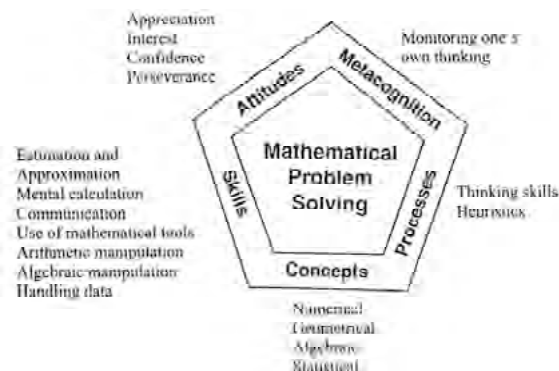 Appreciation
Interest
Confidence
Perseverance
Attitudes
Metacognition
Monitoring one s
own thinking
Estimation and
Approximation
Mental calculation
Communication
Use of mathematical tools
Arithmetic manipulation
Algebraic manipulation
Handling data
Skills
Mathematical
Problem
Solving
Processes
Thinking skills
Heuristics
Concepts
Numerical
Geometrical
Algebraic
Statistical